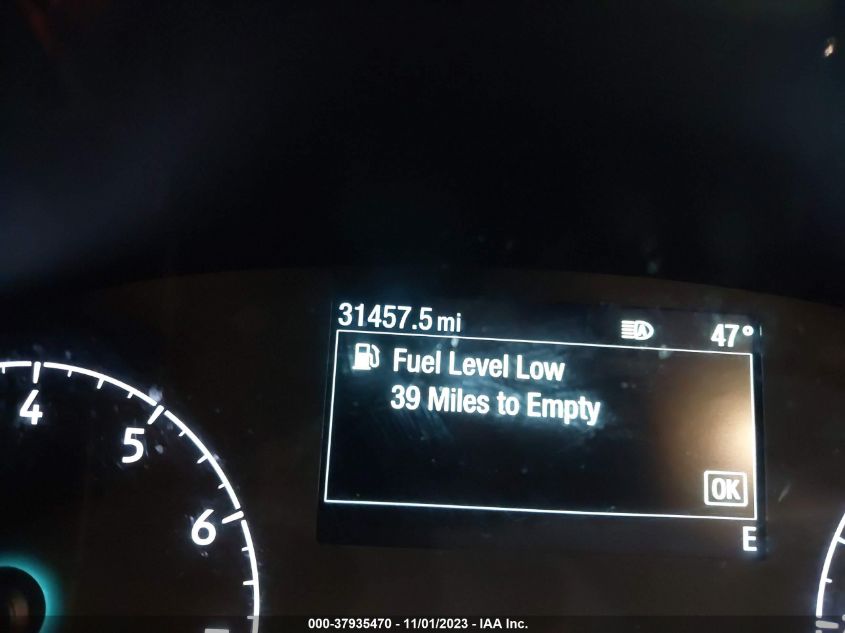 31457.5 mi 47°
Fuel Level Low
39 Miles to Empty
OK
E
4
5
6
000-37935470 - 11/01/2023 - IAA Inc.